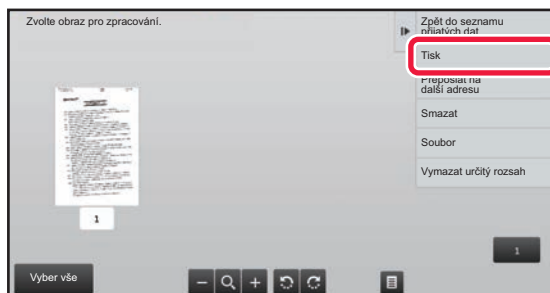 Zvolte obraz pro zpracování.
Zpět do seznamu
přijatých dat
Tisk
Přeposlat na
další adresu
Smazat
Soubor
Vymazat určitý rozsah
1
1
Vyber vše